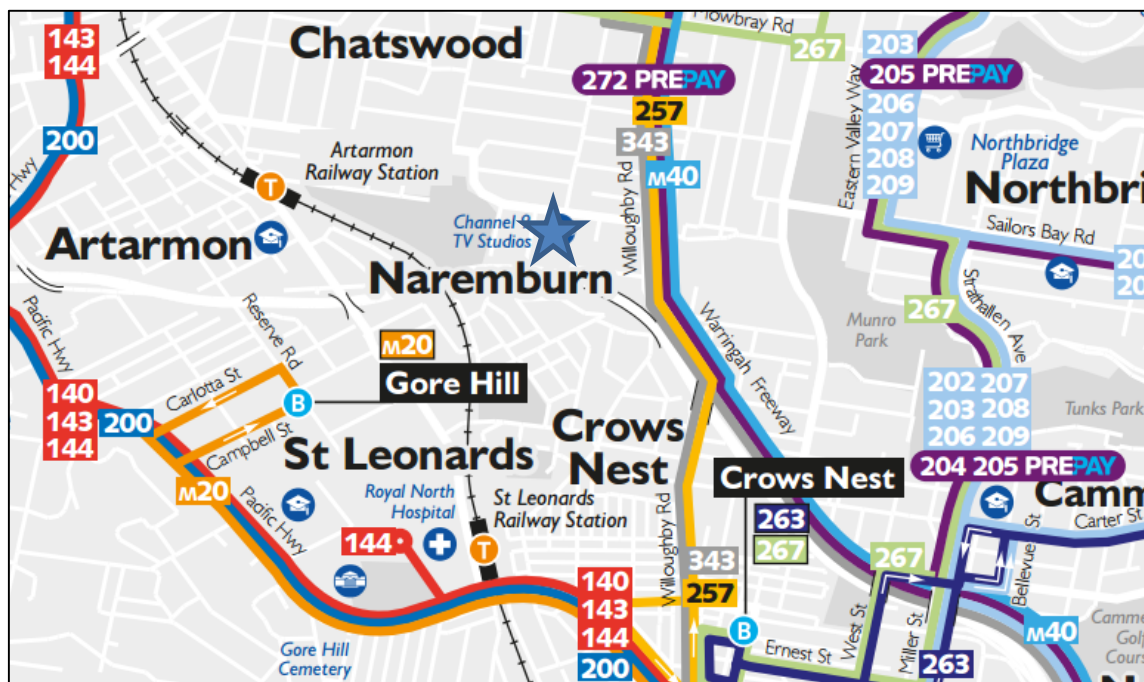 143
144
Chatswood
Mowbray Rd
267
203
272 PREPAY
205 PREPAY
257
206
200
343
Eastern Valley Way
207
208
209
Artarmon
Railway Station
Northbridge
Plaza
Hwy
T
M40
Northbri
Willoughby Rd
Channel 9
TV Studios
Sailors Bay Rd
Artarmon
Naremburn
20
20
Strathallen Ave
267
Pacific Hwy
Reserve Rd
Munro
Park
Warringah Freeway
M20
Gore Hill
Carlotta St
140
143
144
200
B
202 207
203 208
206 209
Tunks Park
Campbell St
St Leonards
Crows
Nest
Crows Nest
204 205 PREPAY
M20
Pacific Hwy
Royal North
Hospital
St Leonards
Railway Station
263
267
Camm
Carter St
144
T
Willoughby Rd
343
257
267
Bellevue St
140
143
144
200
B
Ernest St
West St
Miller St
263
M40
Camme
Golf
Cours
Gore Hill
Cemetery